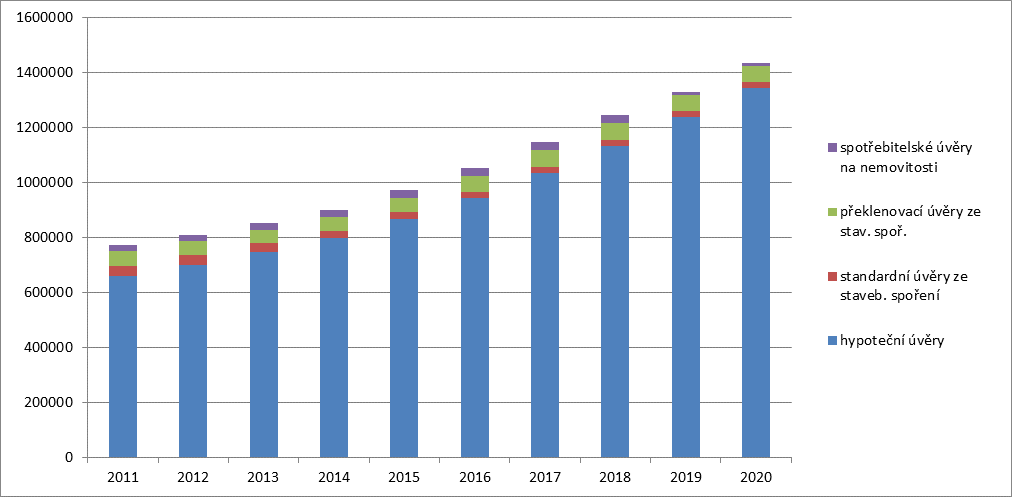 1600000
1400000
1200000
1000000
800000
600000
400000
200000
0
2011 2012 2013 2014 2015 2016 2017 2018 2019 2020
spotřebitelské úvěry
na nemovitosti
překlenovací úvěry ze
stav. spoř.
standardní úvěry ze
staveb. spoření
hypoteční úvěry